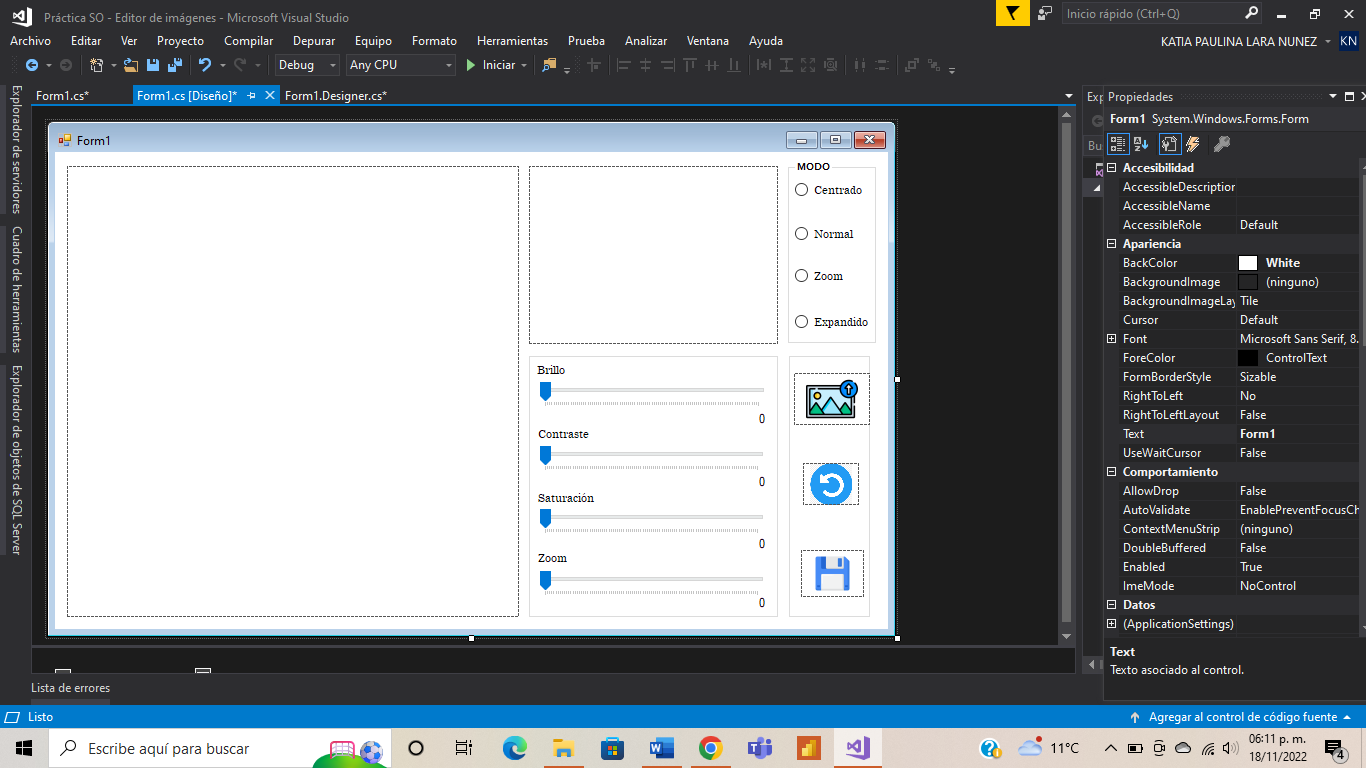 Práctica SO - Editor de imágenes - Microsoft Visual Studio
Inicio rápido (Ctrl+Q)
Archivo Editar Ver Proyecto Compilar Depurar Equipo Formato Herramientas Prueba Analizar Ventana Ayuda
KATIA PAULINA LARA NUNEZ KN
Debug Any CPU Iniciar
Explorador de servidores
Cuadro de herramientas
Explorador de objetos de SQL Server
Form1.cs* Form1.cs [Diseño]* Form1.Designer.cs*
Form1
MODO
Centrado
Normal
Zoom
Expandido
Brillo
0
Contraste
0
Saturación
0
Zoom
0
Exp
Bu
Propiedades
Form1 System.Windows.Forms.Form
Accesibilidad
AccessibleDescription
AccessibleName
AccessibleRole Default
Apariencia
BackColor White
BackgroundImage (ninguno)
BackgroundImageLay Tile
Cursor Default
Font Microsoft Sans Serif, 8.
ForeColor ControlText
FormBorderStyle Sizable
RightToLeft No
RightToLeftLayout False
Text Form1
UseWaitCursor False
Comportamiento
AllowDrop False
AutoValidate EnablePreventFocusCh
ContextMenuStrip (ninguno)
DoubleBuffered False
Enabled True
ImeMode NoControl
Datos
(ApplicationSettings)
Text
Texto asociado al control.
Lista de errores
Listo
Agregar al control de código fuente
Escribe aquí para buscar
11°C
06:11 p. m.
18/11/2022
4